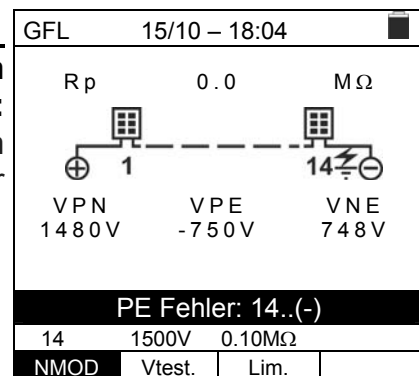 GFL 15/10 – 18:04
Rp 0.0 MΩ
1 14
VPN VPE VNE
1480V -750V 748V
PE Fehler: 14..(-)
14 1500V 0.10MΩ
NMOD Vtest. Lim.